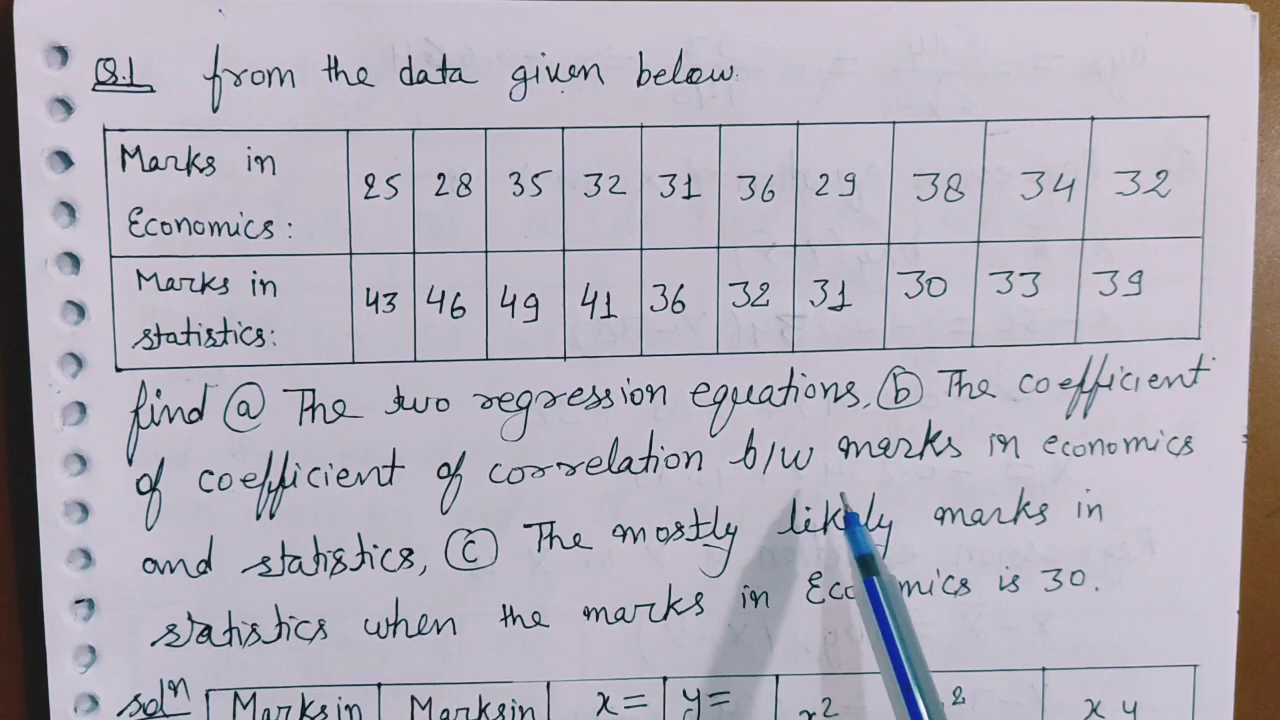 Q.1 from the data given below.
Marks in Economics: 25 28 35 32 31 36 29 38 34 32
Marks in statistics: 43 46 49 41 36 32 31 30 33 39
find ⓐ The two regression equations, ⓑ The coefficient
of coefficient of correlation b/w marks in economics
and statistics, ⓒ The mostly likely marks in
statistics when the marks in Economics is 30.
solⁿ Marks in Marks in x= y= x² 2 xy